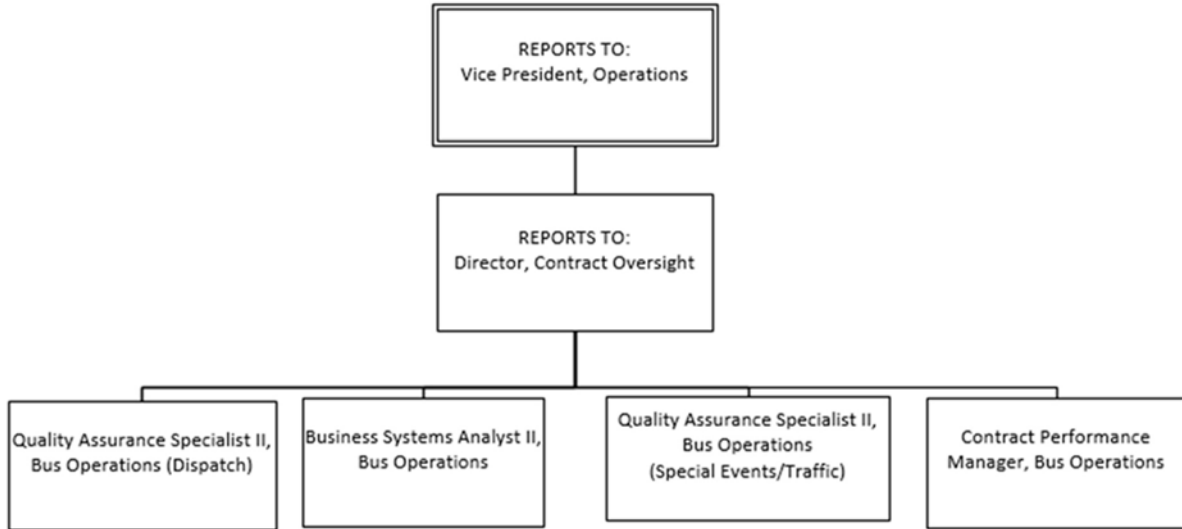 REPORTS TO:
Vice President, Operations
REPORTS TO:
Director, Contract Oversight
Quality Assurance Specialist II,
Bus Operations (Dispatch)
Business Systems Analyst II,
Bus Operations
Quality Assurance Specialist II,
Bus Operations
(Special Events/Traffic)
Contract Performance
Manager, Bus Operations